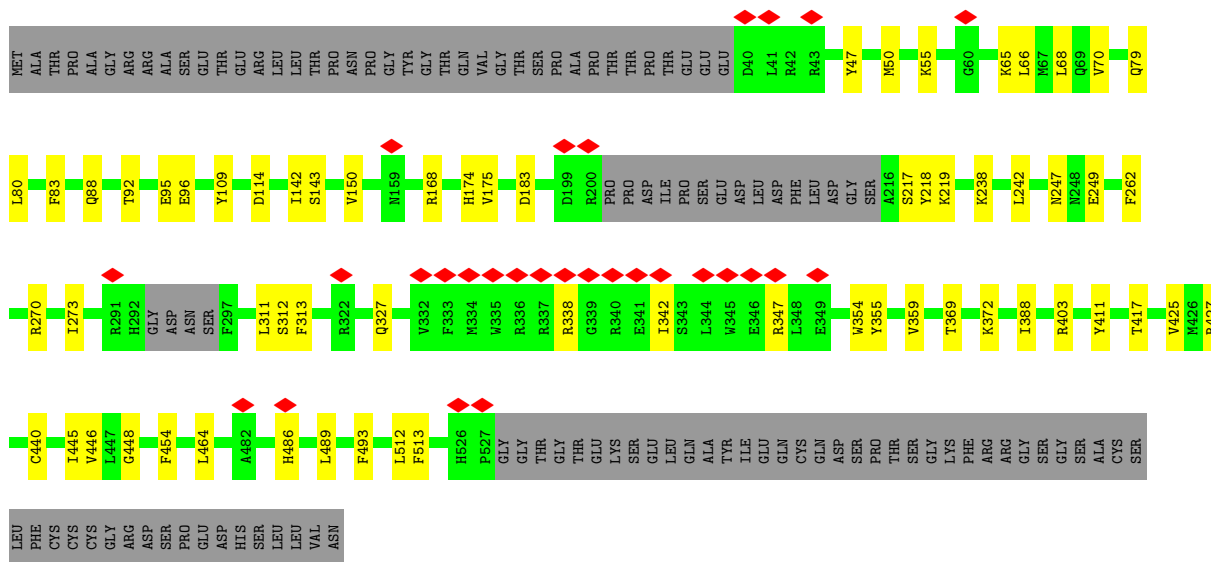 MET ALA THR PRO ALA GLY ARG ARG ALA SER GLU THR GLU ARG LEU LEU THR PRO ASN PRO GLY TYR GLY THR GLN VAL GLY THR SER PRO ALA PRO THR THR PRO THR GLU GLU GLU D40 L41 R42 R43 Y47 M50 K55 G60 K65 L66 M67 L68 Q69 V70 Q79
L80 F83 Q88 T92 E95 E96 Y109 D114 I142 S143 V150 N159 R168 H174 V175 D183 D199 R200 PRO PRO ASP ILE PRO SER GLU ASP LEU ASP PHE LEU ASP GLY SER A216 S217 Y218 K219 K238 L242 N247 N248 E249 F262
R270 I273 R291 H292 GLY ASP ASN SER F297 L311 S312 F313 R322 Q327 V332 F333 M334 W335 R336 R337 R338 G339 R340 E341 I342 S343 L344 W345 E346 R347 L348 E349 W354 Y355 V359 T369 K372 I388 R403 Y411 T417 V425 M426 R427
C440 I445 V446 L447 G448 F454 L464 A482 H486 L489 F493 L512 F513 H526 P527 GLY GLY THR GLY THR GLU LYS SER GLU LEU GLN ALA TYR ILE GLU GLN CYS GLN ASP SER PRO THR SER GLY LYS PHE ARG ARG GLY SER GLY SER ALA CYS SER
LEU PHE CYS CYS CYS GLY ARG ASP SER PRO GLU ASP HIS SER LEU LEU VAL ASN